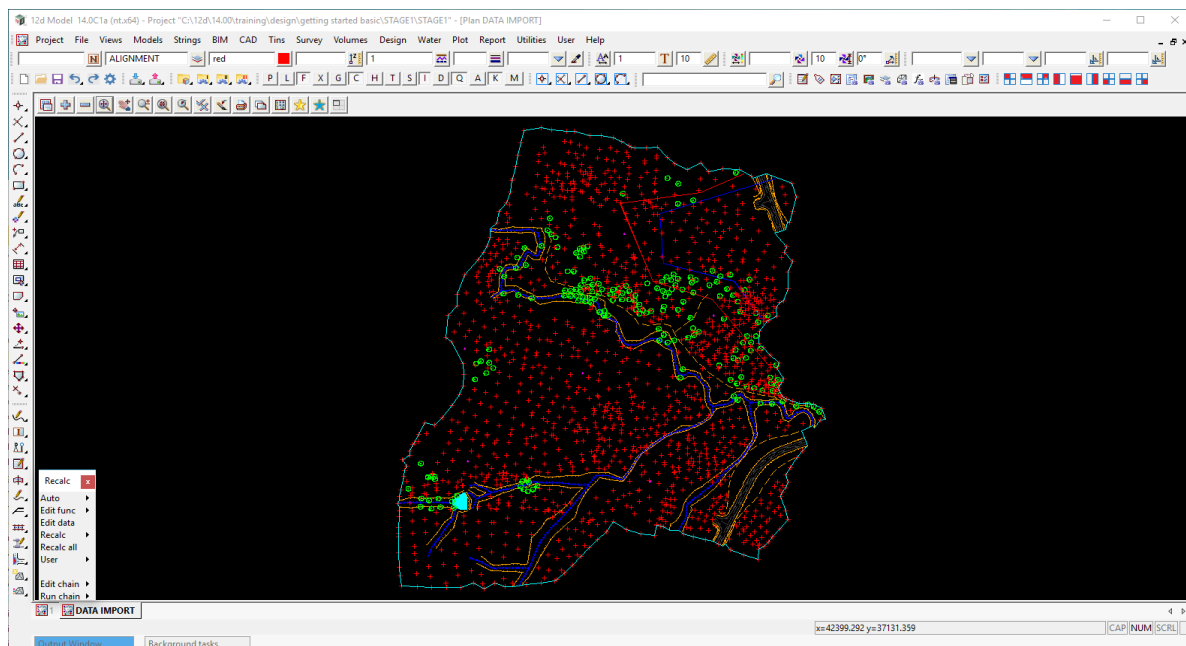 12d Model 14.0C1a (nt.x64) - Project "C:\12d\14.00\training\design\getting started basic\STAGE1\STAGE1" - [Plan DATA IMPORT]
Project File Views Models Strings BIM CAD Tins Survey Volumes Design Water Plot Report Utilities User Help
N ALIGNMENT red 1 1 T 10 10 0°
P L F X G C H T S I D Q A K M
Recalc x
Auto
Edit func
Edit data
Recalc
Recalc all
User
Edit chain
Run chain
1 DATA IMPORT
x=42399.292 y=37131.359 CAP NUM SCRL
Output Window Background tasks